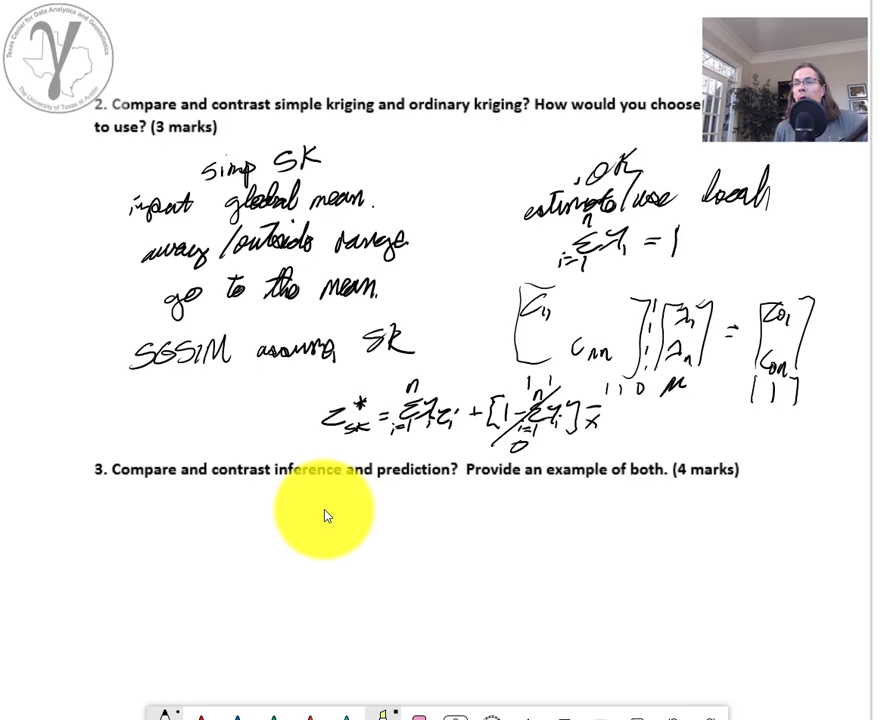 Texas Center for Data Analytics and Geostatistics
The University of Texas at Austin
2. Compare and contrast simple kriging and ordinary kriging? How would you choose
to use? (3 marks)
simp SK
input global mean.
away/outside range
go to the mean.
SGSIM assumes SK
OK
estimate/use local
n
Σ λi = 1
i=1
C11 1 λ1 C01
Cnn 1 λn = C0n
1 1 0 μ 1
z*SK = Σ λi zi + [1 - Σ λi] x̄
0
3. Compare and contrast inference and prediction? Provide an example of both. (4 marks)